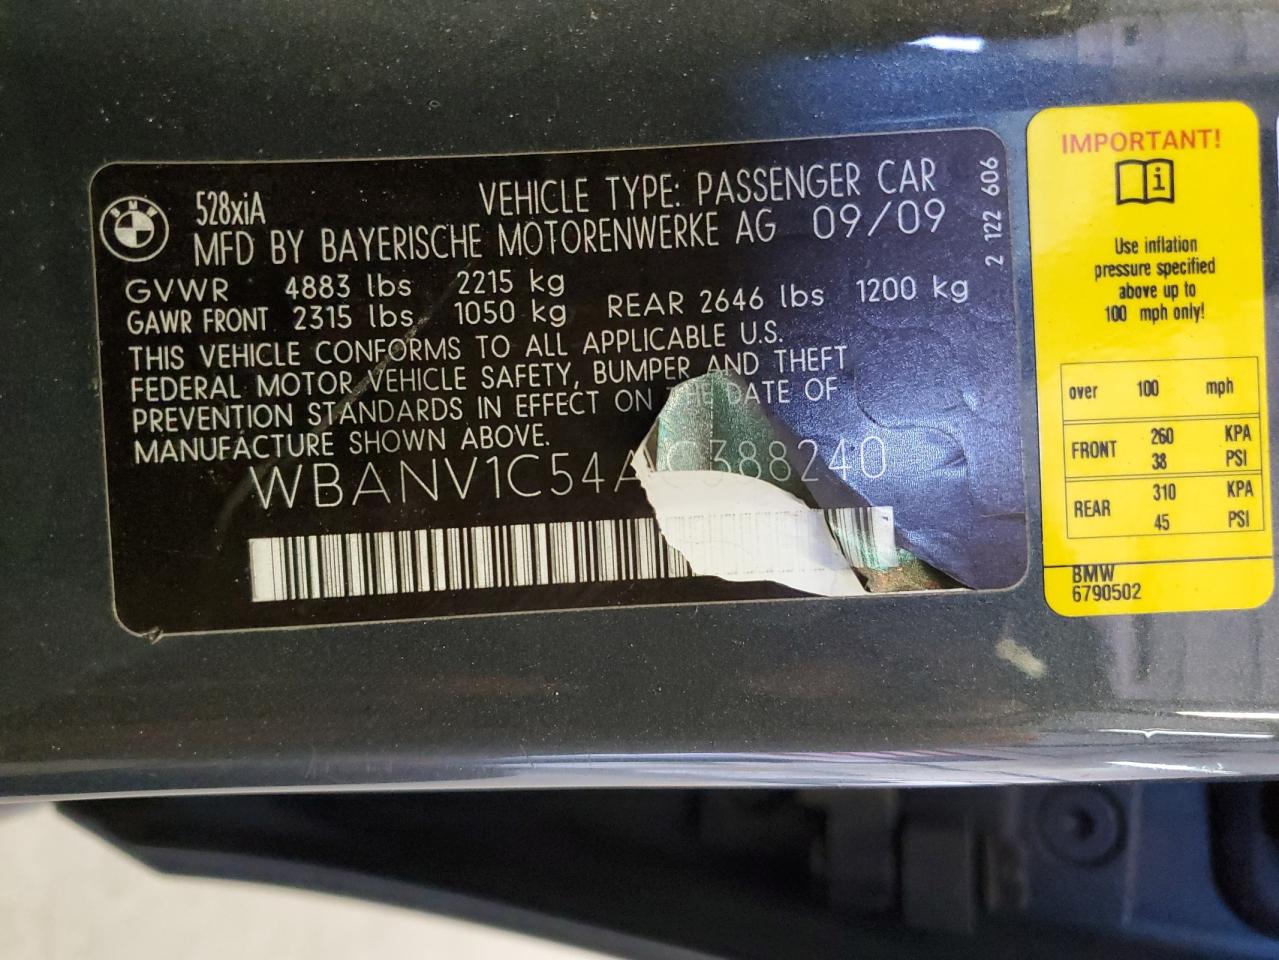 BMW
528xiA
VEHICLE TYPE: PASSENGER CAR
MFD BY BAYERISCHE MOTORENWERKE AG 09/09
GVWR 4883 lbs 2215 kg
GAWR FRONT 2315 lbs 1050 kg REAR 2646 lbs 1200 kg
THIS VEHICLE CONFORMS TO ALL APPLICABLE U.S.
FEDERAL MOTOR VEHICLE SAFETY, BUMPER AND THEFT
PREVENTION STANDARDS IN EFFECT ON THE DATE OF
MANUFACTURE SHOWN ABOVE.
WBANV1C54AC388240
2 122 606
IMPORTANT!
i
Use inflation
pressure specified
above up to
100 mph only!
over 100 mph
FRONT 260 KPA
38 PSI
REAR 310 KPA
45 PSI
BMW
6790502